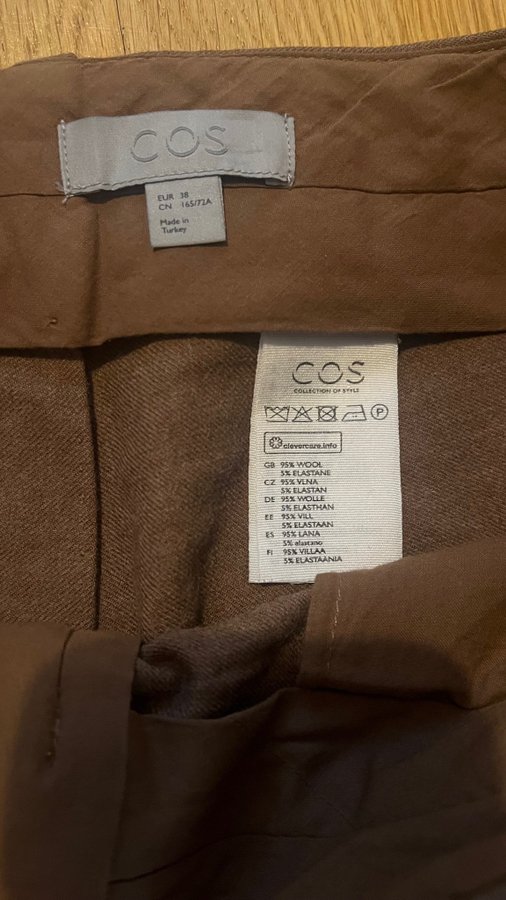 COS
EUR 38
CN 165/72A
Made in
Turkey
COS
COLLECTION OF STYLE
P
clevercare.info
GB 95% WOOL
5% ELASTANE
CZ 95% VLNA
5% ELASTAN
DE 95% WOLLE
5% ELASTHAN
EE 95% VILL
5% ELASTAAN
ES 95% LANA
5% elastano
FI 95% VILLAA
5% ELASTAANIA